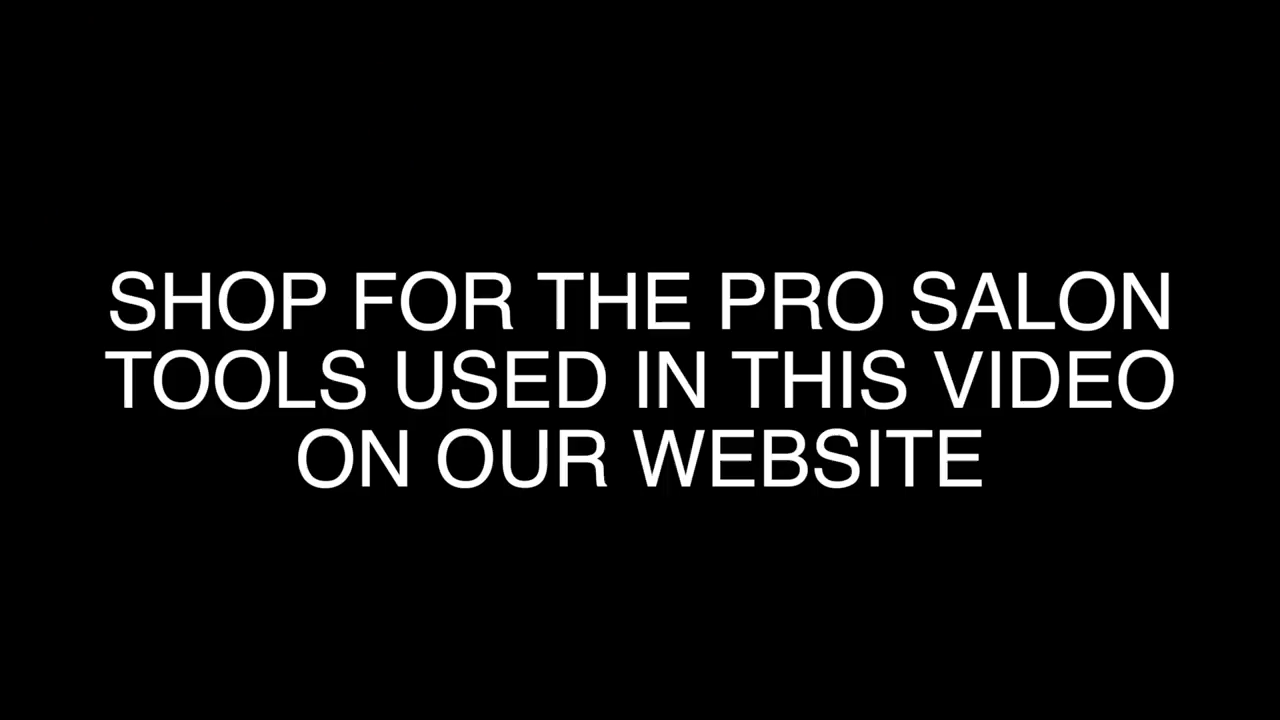 SHOP FOR THE PRO SALON
TOOLS USED IN THIS VIDEO
ON OUR WEBSITE